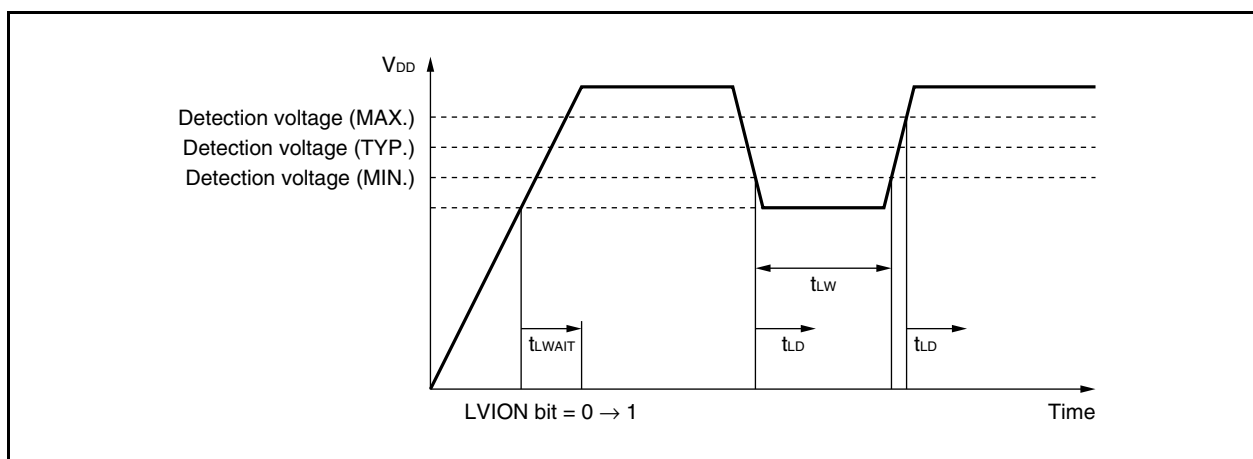 VDD
Detection voltage (MAX.)
Detection voltage (TYP.)
Detection voltage (MIN.)
tLW
tLWAIT
tLD
tLD
LVION bit = 0 → 1
Time